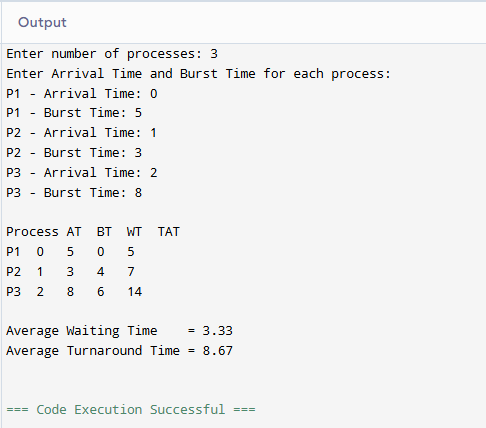 Output
Enter number of processes: 3
Enter Arrival Time and Burst Time for each process:
P1 - Arrival Time: 0
P1 - Burst Time: 5
P2 - Arrival Time: 1
P2 - Burst Time: 3
P3 - Arrival Time: 2
P3 - Burst Time: 8
Process AT  BT  WT  TAT
P1  0   5   0   5
P2  1   3   4   7
P3  2   8   6   14
Average Waiting Time    = 3.33
Average Turnaround Time = 8.67
=== Code Execution Successful ===